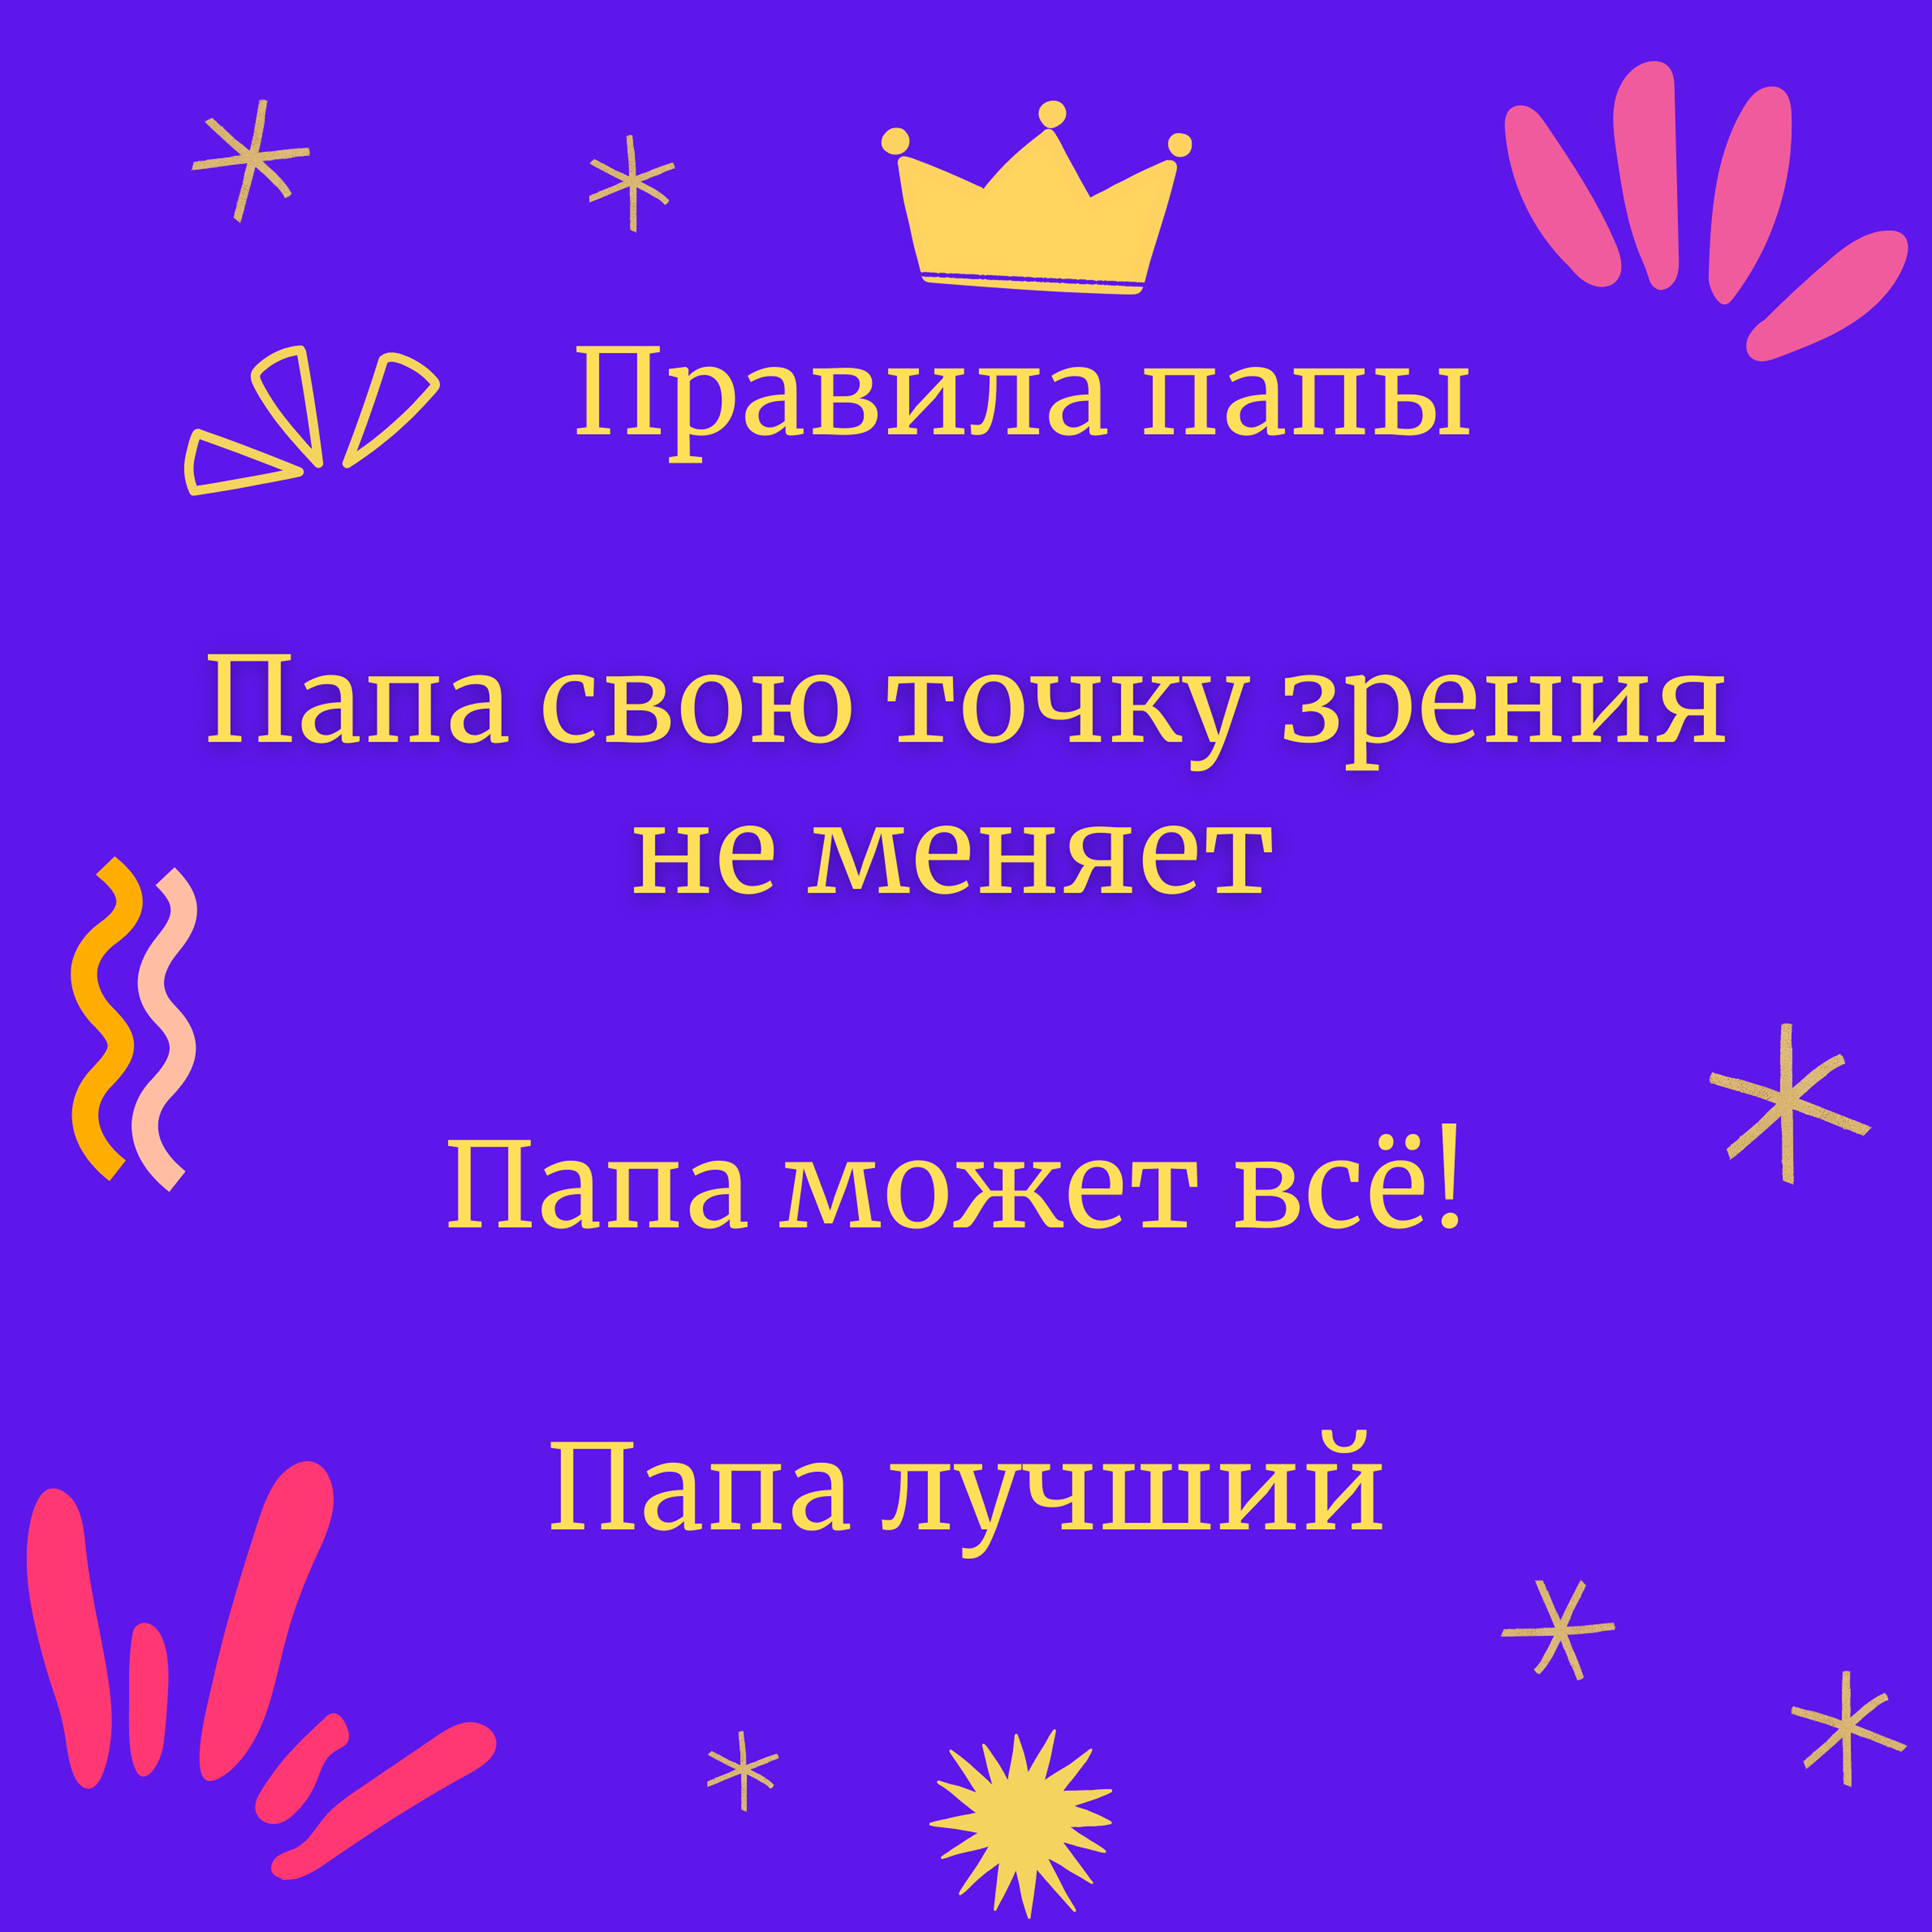 Правила папы
Папа свою точку зрения
не меняет
Папа может всё!
Папа лучший